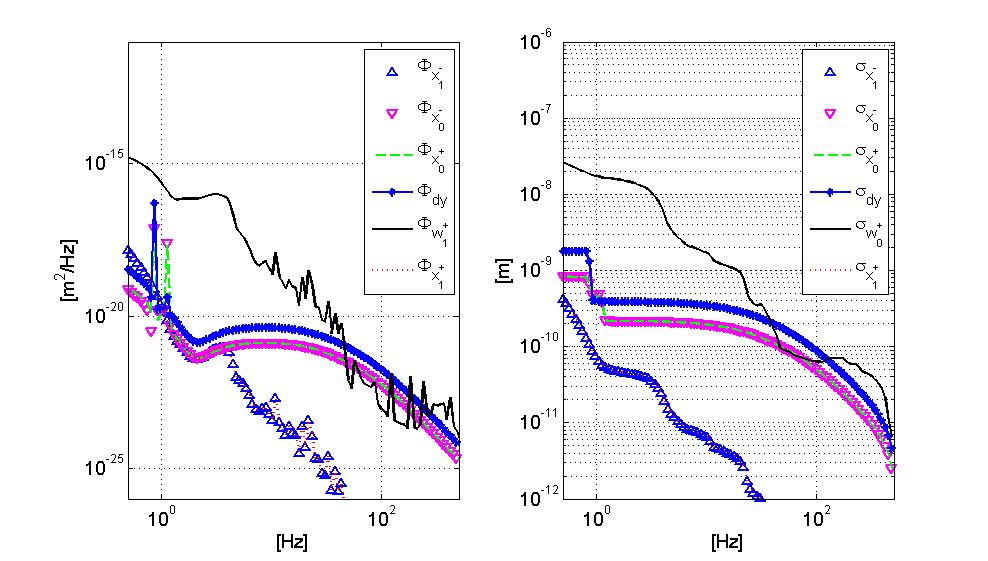 10^-15
10^-20
10^-25
10^0
10^2
[m^2/Hz]
[Hz]
Φ_{x_1^-}
Φ_{x_0^-}
Φ_{x_0^+}
Φ_{dy}
Φ_{w_1^+}
Φ_{x_1^+}
10^-6
10^-7
10^-8
10^-9
10^-10
10^-11
10^-12
10^0
10^2
[m]
[Hz]
σ_{x_1^-}
σ_{x_0^-}
σ_{x_0^+}
σ_{dy}
σ_{w_0^+}
σ_{x_1^+}